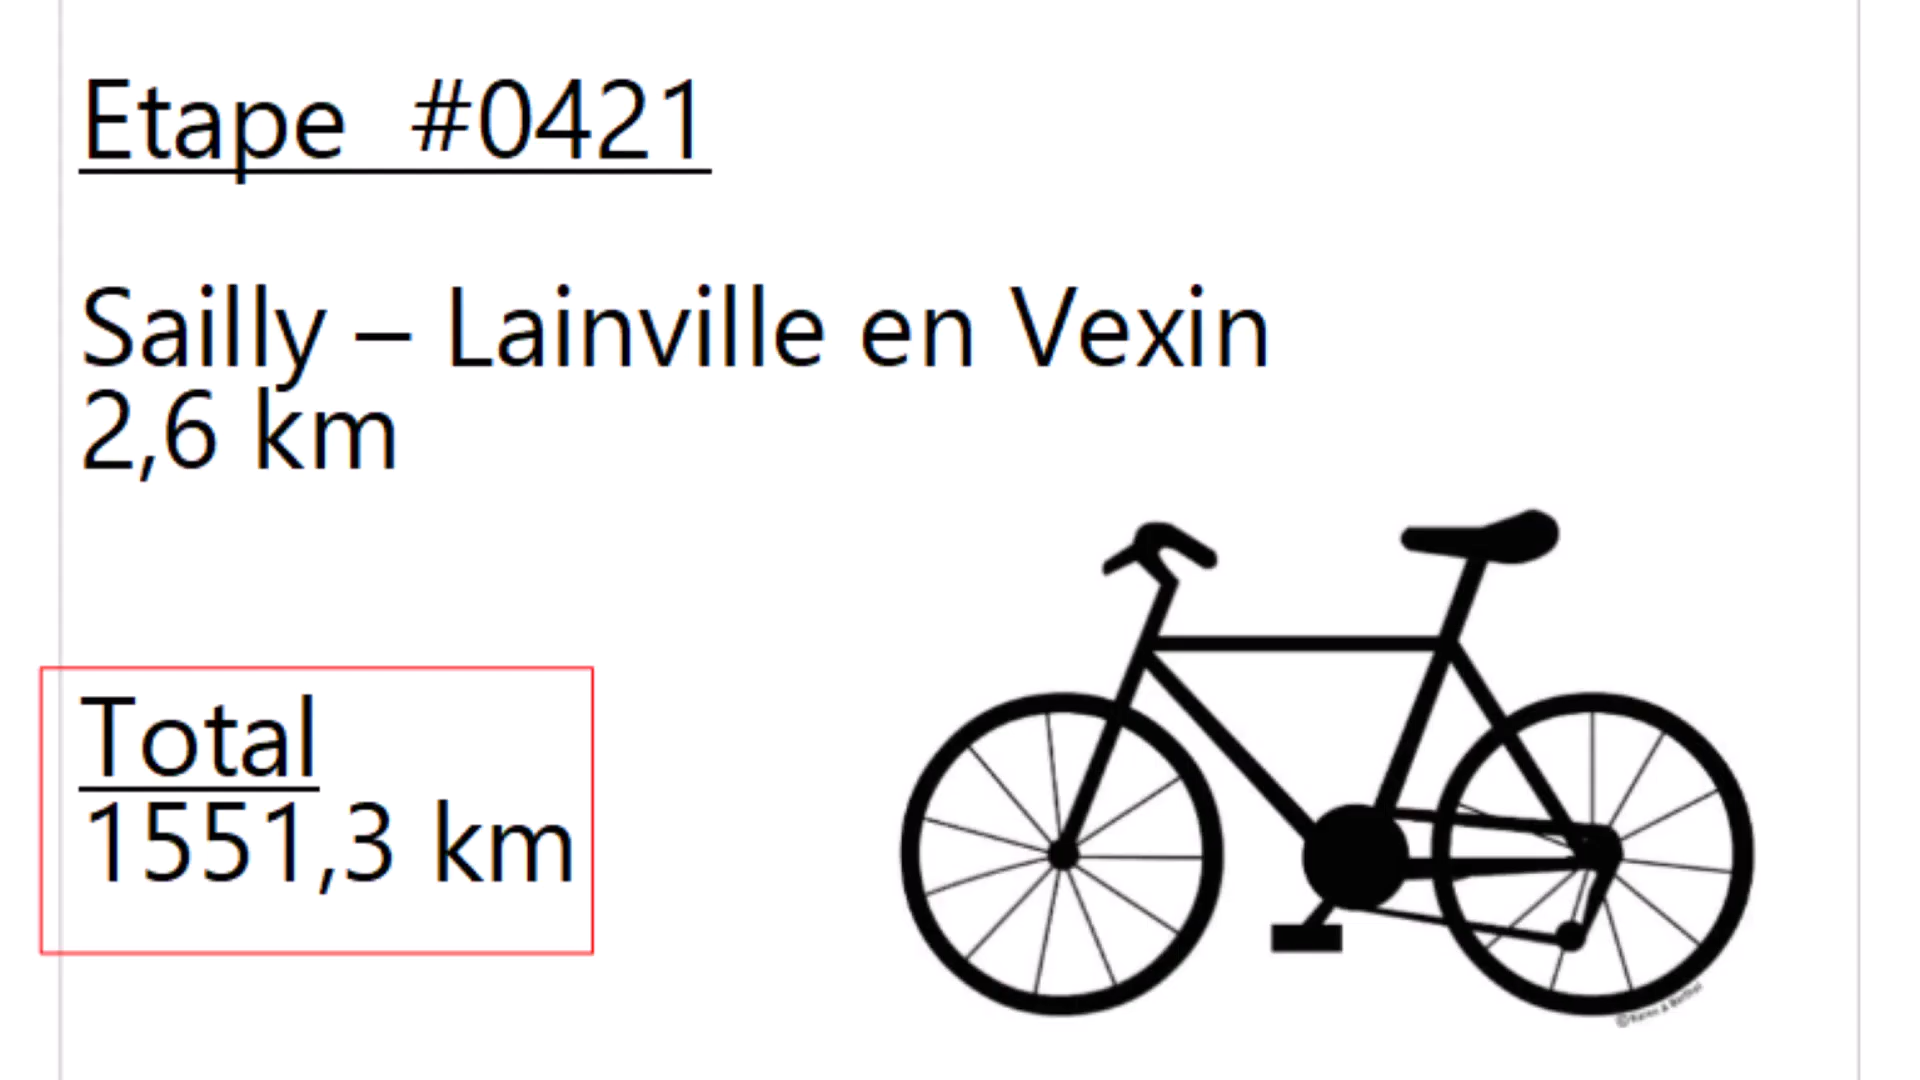 Etape #0421
Sailly – Lainville en Vexin
2,6 km
Total
1551,3 km